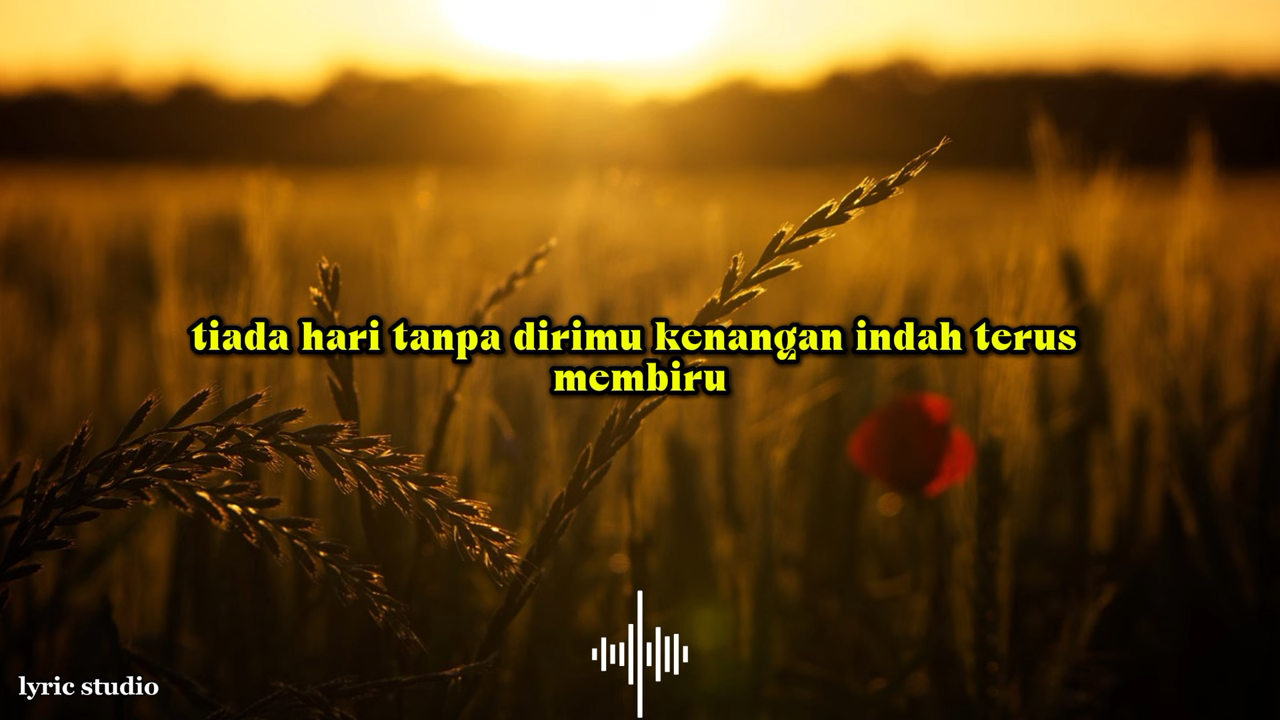 tiada hari tanpa dirimu kenangan indah terus
membiru
lyric studio